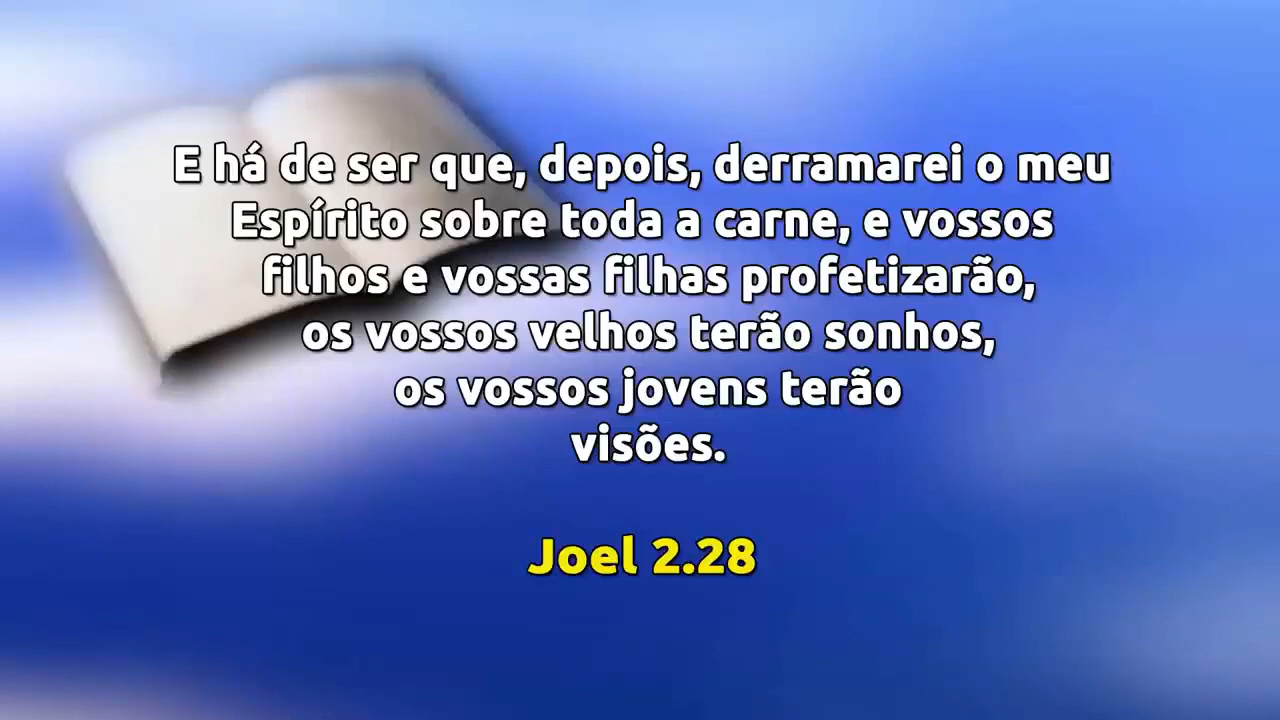 E há de ser que, depois, derramarei o meu
Espírito sobre toda a carne, e vossos
filhos e vossas filhas profetizarão,
os vossos velhos terão sonhos,
os vossos jovens terão
visões.
Joel 2.28